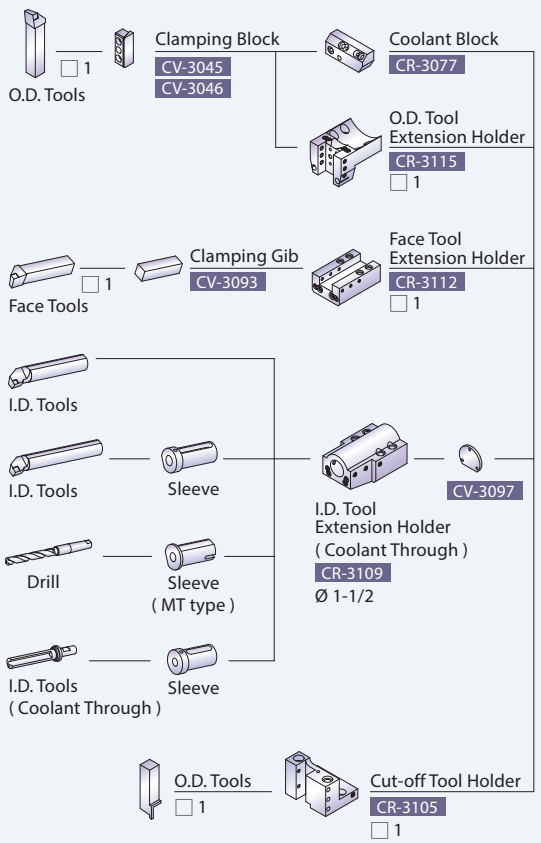 Clamping Block
Coolant Block
□ 1
CV-3045
CR-3077
CV-3046
O.D. Tools
O.D. Tool
Extension Holder
CR-3115
□ 1
Face Tool
Clamping Gib
Extension Holder
□ 1
CV-3093
CR-3112
Face Tools
□ 1
I.D. Tools
I.D. Tools
Sleeve
CV-3097
I.D. Tool
Extension Holder
( Coolant Through )
CR-3109
Ø 1-1/2
Drill
Sleeve
( MT type )
I.D. Tools
( Coolant Through )
Sleeve
O.D. Tools
□ 1
Cut-off Tool Holder
CR-3105
□ 1